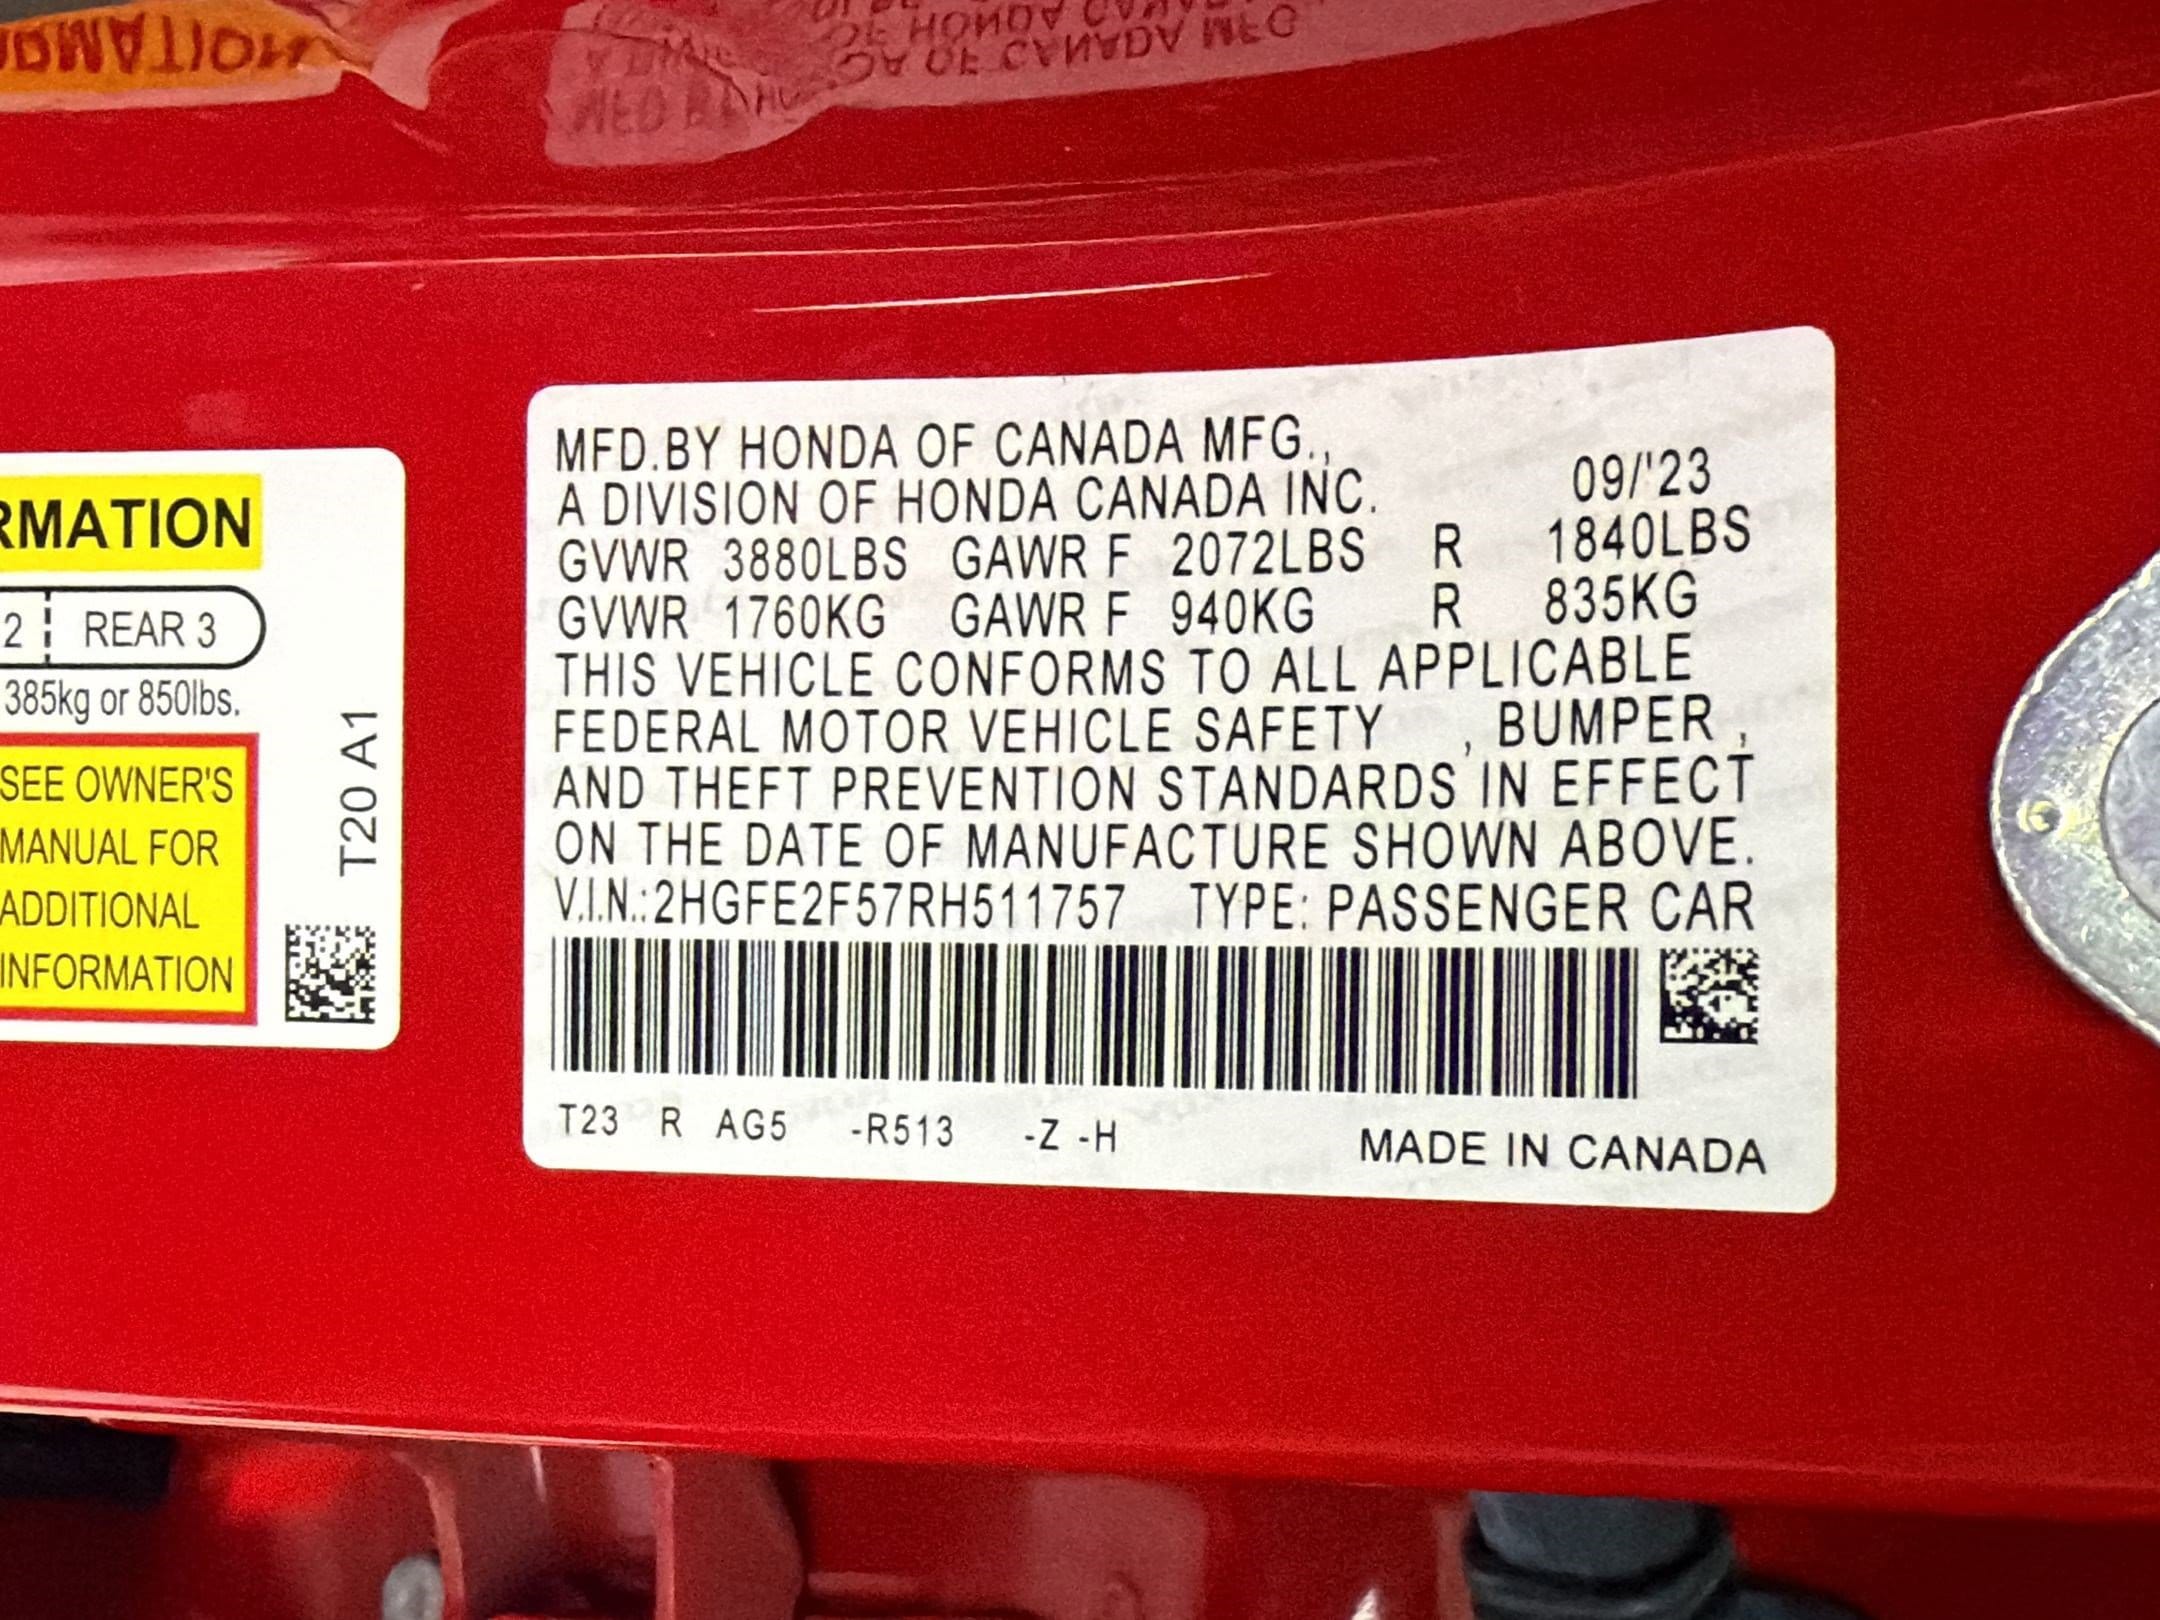 RMATION
2 REAR 3
385kg or 850lbs.
SEE OWNER'S
MANUAL FOR
ADDITIONAL
INFORMATION
T20 A1
MFD.BY HONDA OF CANADA MFG.,
A DIVISION OF HONDA CANADA INC. 09/'23
GVWR 3880LBS GAWR F 2072LBS R 1840LBS
GVWR 1760KG GAWR F 940KG R 835KG
THIS VEHICLE CONFORMS TO ALL APPLICABLE
FEDERAL MOTOR VEHICLE SAFETY , BUMPER ,
AND THEFT PREVENTION STANDARDS IN EFFECT
ON THE DATE OF MANUFACTURE SHOWN ABOVE.
V.I.N.:2HGFE2F57RH511757 TYPE: PASSENGER CAR
T23 R AG5 -R513 -Z -H
MADE IN CANADA